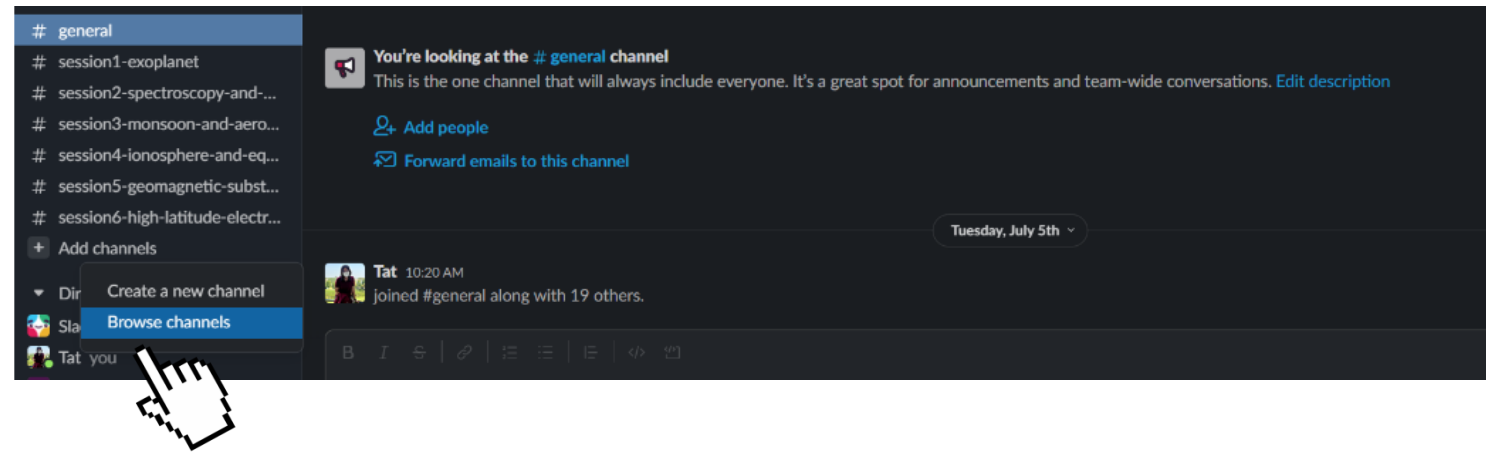 # general
# session1-exoplanet
# session2-spectroscopy-and-...
# session3-monsoon-and-aero...
# session4-ionosphere-and-eq...
# session5-geomagnetic-subst...
# session6-high-latitude-electr...
+ Add channels
Dir
Create a new channel
Sla
Browse channels
Tat you
You're looking at the # general channel
This is the one channel that will always include everyone. It's a great spot for announcements and team-wide conversations. Edit description
Add people
Forward emails to this channel
Tuesday, July 5th
Tat 10:20 AM
joined #general along with 19 others.
B I S